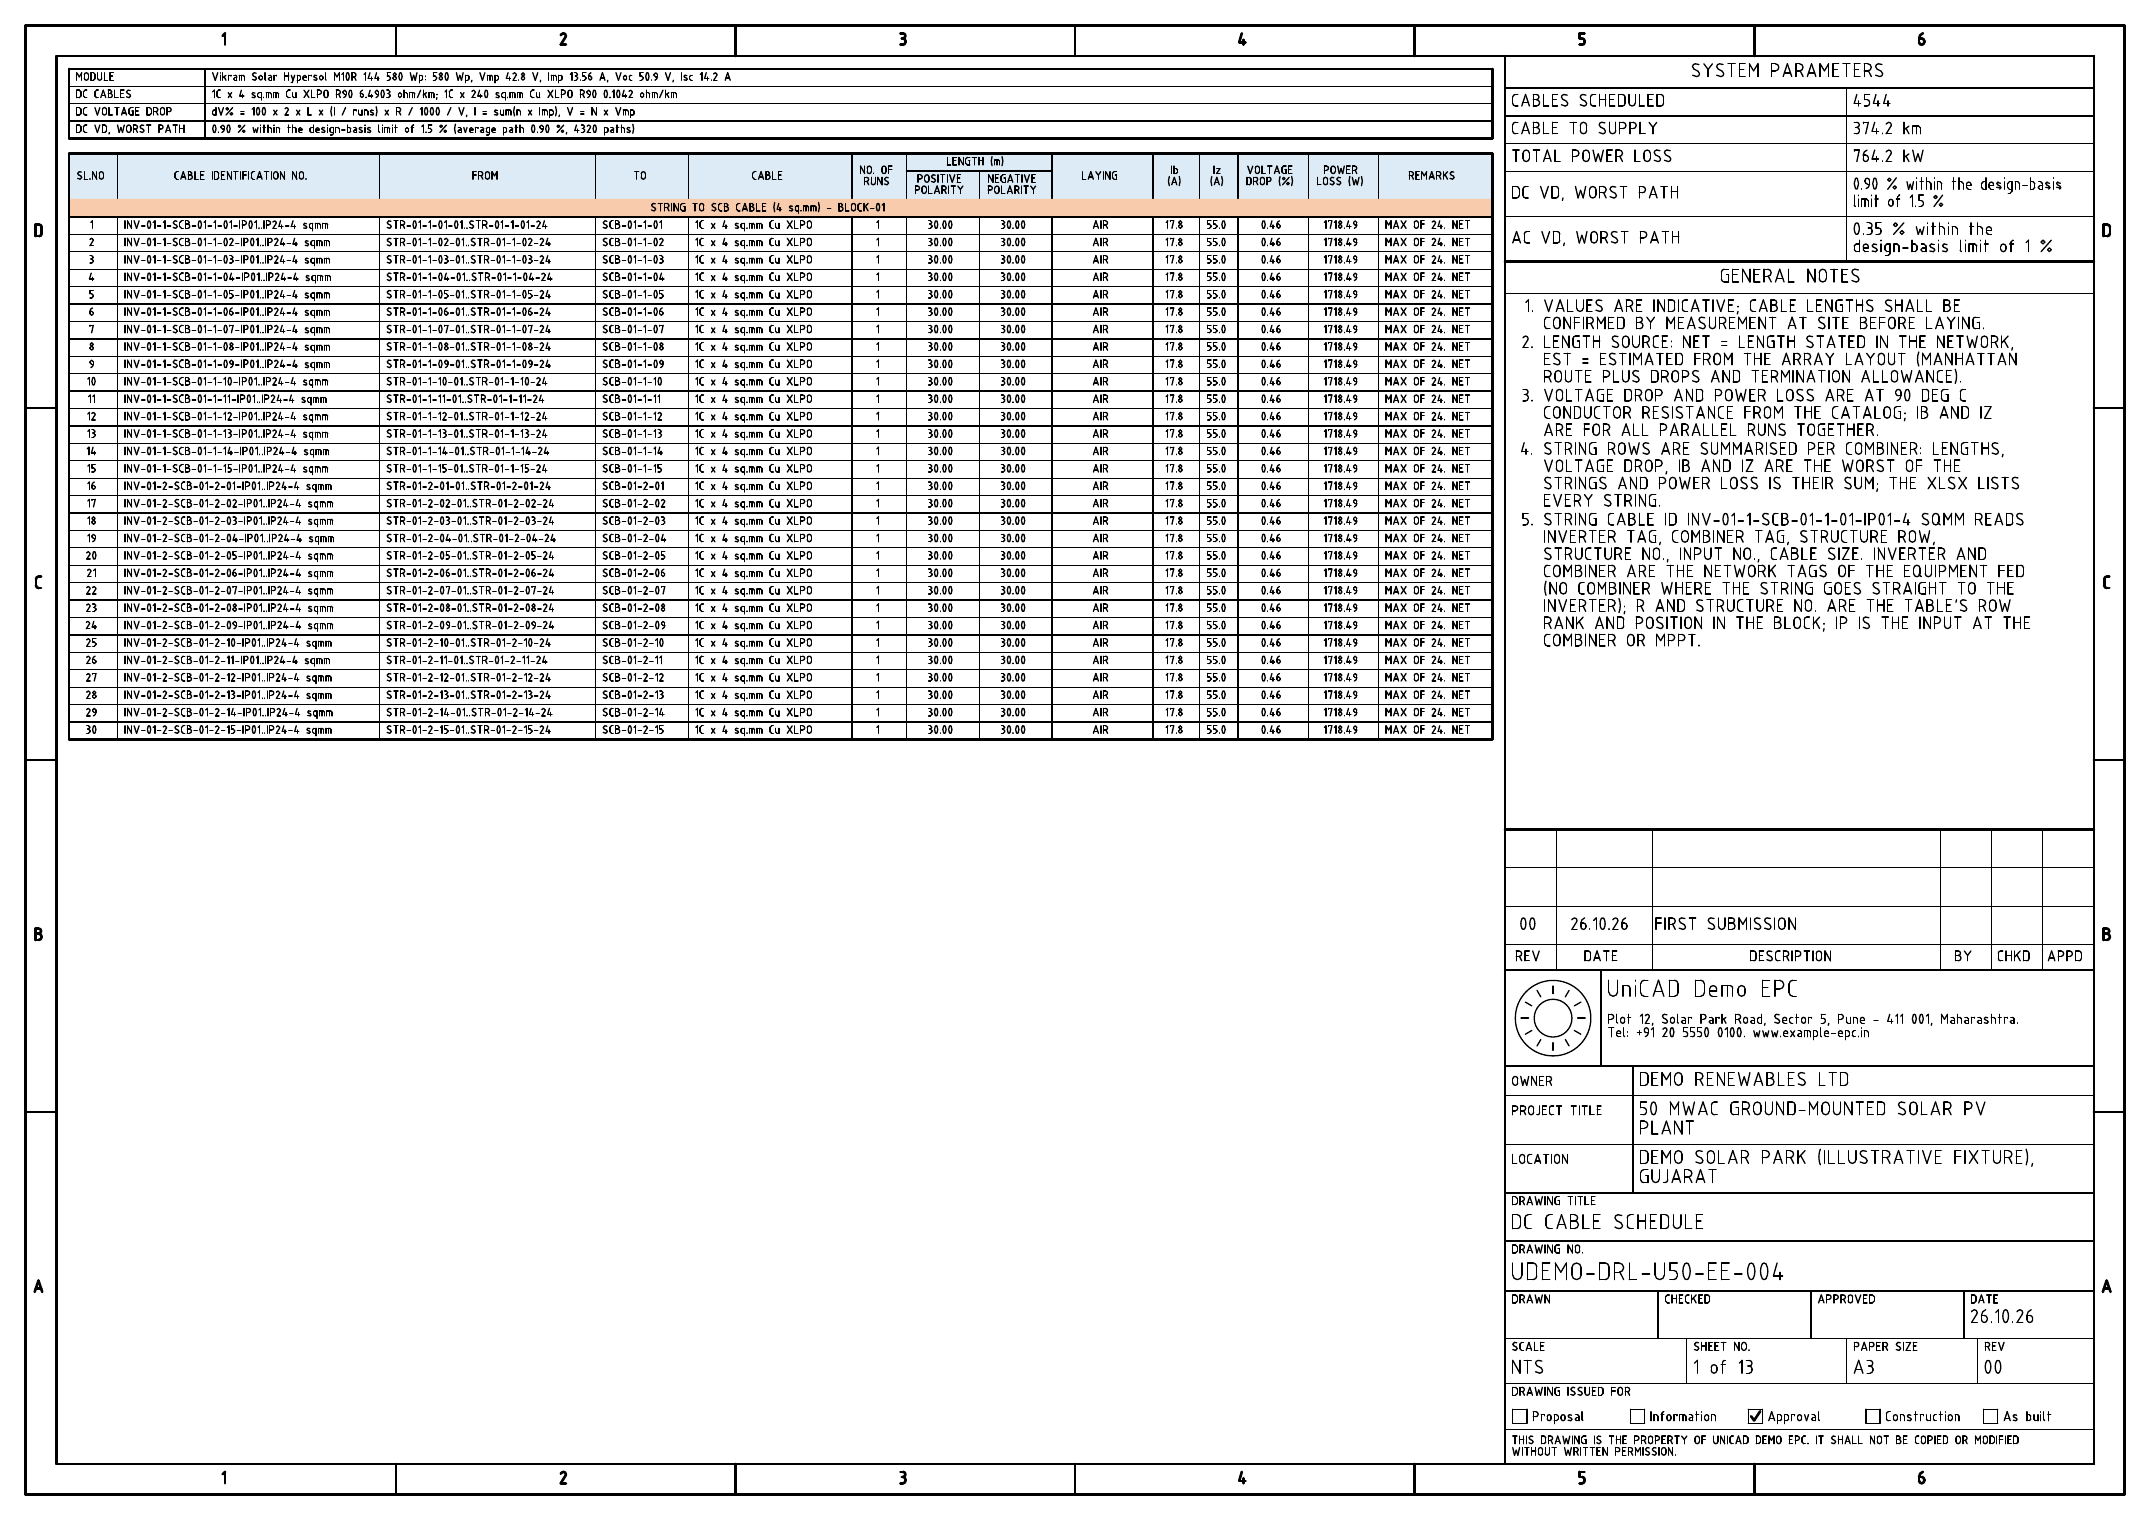 1 2 3 4 5 6
MODULE Vikram Solar Hypersol M10R 144 580 Wp: 580 Wp, Vmp 42.8 V, Imp 13.56 A, Voc 50.9 V, Isc 14.2 A
DC CABLES 1C x 4 sq.mm Cu XLPO R90 6.4903 ohm/km; 1C x 240 sq.mm Cu XLPO R90 0.1042 ohm/km
DC VOLTAGE DROP dV% = 100 x 2 x L x (I / runs) x R / 1000 / V, I = sum(n x Imp), V = N x Vmp
DC VD, WORST PATH 0.90 % within the design-basis limit of 1.5 % (average path 0.90 %, 4320 paths)
SL.NO CABLE IDENTIFICATION NO. FROM TO CABLE NO. OF RUNS LENGTH (m) POSITIVE POLARITY NEGATIVE POLARITY LAYING Ib (A) Iz (A) VOLTAGE DROP (%) POWER LOSS (W) REMARKS
STRING TO SCB CABLE (4 sq.mm) - BLOCK-01
1 INV-01-1-SCB-01-1-01-IP01..IP24-4 sqmm STR-01-1-01-01..STR-01-1-01-24 SCB-01-1-01 1C x 4 sq.mm Cu XLPO 1 30.00 30.00 AIR 17.8 55.0 0.46 1718.49 MAX OF 24. NET
2 INV-01-1-SCB-01-1-02-IP01..IP24-4 sqmm STR-01-1-02-01..STR-01-1-02-24 SCB-01-1-02 1C x 4 sq.mm Cu XLPO 1 30.00 30.00 AIR 17.8 55.0 0.46 1718.49 MAX OF 24. NET
3 INV-01-1-SCB-01-1-03-IP01..IP24-4 sqmm STR-01-1-03-01..STR-01-1-03-24 SCB-01-1-03 1C x 4 sq.mm Cu XLPO 1 30.00 30.00 AIR 17.8 55.0 0.46 1718.49 MAX OF 24. NET
4 INV-01-1-SCB-01-1-04-IP01..IP24-4 sqmm STR-01-1-04-01..STR-01-1-04-24 SCB-01-1-04 1C x 4 sq.mm Cu XLPO 1 30.00 30.00 AIR 17.8 55.0 0.46 1718.49 MAX OF 24. NET
5 INV-01-1-SCB-01-1-05-IP01..IP24-4 sqmm STR-01-1-05-01..STR-01-1-05-24 SCB-01-1-05 1C x 4 sq.mm Cu XLPO 1 30.00 30.00 AIR 17.8 55.0 0.46 1718.49 MAX OF 24. NET
6 INV-01-1-SCB-01-1-06-IP01..IP24-4 sqmm STR-01-1-06-01..STR-01-1-06-24 SCB-01-1-06 1C x 4 sq.mm Cu XLPO 1 30.00 30.00 AIR 17.8 55.0 0.46 1718.49 MAX OF 24. NET
7 INV-01-1-SCB-01-1-07-IP01..IP24-4 sqmm STR-01-1-07-01..STR-01-1-07-24 SCB-01-1-07 1C x 4 sq.mm Cu XLPO 1 30.00 30.00 AIR 17.8 55.0 0.46 1718.49 MAX OF 24. NET
8 INV-01-1-SCB-01-1-08-IP01..IP24-4 sqmm STR-01-1-08-01..STR-01-1-08-24 SCB-01-1-08 1C x 4 sq.mm Cu XLPO 1 30.00 30.00 AIR 17.8 55.0 0.46 1718.49 MAX OF 24. NET
9 INV-01-1-SCB-01-1-09-IP01..IP24-4 sqmm STR-01-1-09-01..STR-01-1-09-24 SCB-01-1-09 1C x 4 sq.mm Cu XLPO 1 30.00 30.00 AIR 17.8 55.0 0.46 1718.49 MAX OF 24. NET
10 INV-01-1-SCB-01-1-10-IP01..IP24-4 sqmm STR-01-1-10-01..STR-01-1-10-24 SCB-01-1-10 1C x 4 sq.mm Cu XLPO 1 30.00 30.00 AIR 17.8 55.0 0.46 1718.49 MAX OF 24. NET
11 INV-01-1-SCB-01-1-11-IP01..IP24-4 sqmm STR-01-1-11-01..STR-01-1-11-24 SCB-01-1-11 1C x 4 sq.mm Cu XLPO 1 30.00 30.00 AIR 17.8 55.0 0.46 1718.49 MAX OF 24. NET
12 INV-01-1-SCB-01-1-12-IP01..IP24-4 sqmm STR-01-1-12-01..STR-01-1-12-24 SCB-01-1-12 1C x 4 sq.mm Cu XLPO 1 30.00 30.00 AIR 17.8 55.0 0.46 1718.49 MAX OF 24. NET
13 INV-01-1-SCB-01-1-13-IP01..IP24-4 sqmm STR-01-1-13-01..STR-01-1-13-24 SCB-01-1-13 1C x 4 sq.mm Cu XLPO 1 30.00 30.00 AIR 17.8 55.0 0.46 1718.49 MAX OF 24. NET
14 INV-01-1-SCB-01-1-14-IP01..IP24-4 sqmm STR-01-1-14-01..STR-01-1-14-24 SCB-01-1-14 1C x 4 sq.mm Cu XLPO 1 30.00 30.00 AIR 17.8 55.0 0.46 1718.49 MAX OF 24. NET
15 INV-01-1-SCB-01-1-15-IP01..IP24-4 sqmm STR-01-1-15-01..STR-01-1-15-24 SCB-01-1-15 1C x 4 sq.mm Cu XLPO 1 30.00 30.00 AIR 17.8 55.0 0.46 1718.49 MAX OF 24. NET
16 INV-01-2-SCB-01-2-01-IP01..IP24-4 sqmm STR-01-2-01-01..STR-01-2-01-24 SCB-01-2-01 1C x 4 sq.mm Cu XLPO 1 30.00 30.00 AIR 17.8 55.0 0.46 1718.49 MAX OF 24. NET
17 INV-01-2-SCB-01-2-02-IP01..IP24-4 sqmm STR-01-2-02-01..STR-01-2-02-24 SCB-01-2-02 1C x 4 sq.mm Cu XLPO 1 30.00 30.00 AIR 17.8 55.0 0.46 1718.49 MAX OF 24. NET
18 INV-01-2-SCB-01-2-03-IP01..IP24-4 sqmm STR-01-2-03-01..STR-01-2-03-24 SCB-01-2-03 1C x 4 sq.mm Cu XLPO 1 30.00 30.00 AIR 17.8 55.0 0.46 1718.49 MAX OF 24. NET
19 INV-01-2-SCB-01-2-04-IP01..IP24-4 sqmm STR-01-2-04-01..STR-01-2-04-24 SCB-01-2-04 1C x 4 sq.mm Cu XLPO 1 30.00 30.00 AIR 17.8 55.0 0.46 1718.49 MAX OF 24. NET
20 INV-01-2-SCB-01-2-05-IP01..IP24-4 sqmm STR-01-2-05-01..STR-01-2-05-24 SCB-01-2-05 1C x 4 sq.mm Cu XLPO 1 30.00 30.00 AIR 17.8 55.0 0.46 1718.49 MAX OF 24. NET
21 INV-01-2-SCB-01-2-06-IP01..IP24-4 sqmm STR-01-2-06-01..STR-01-2-06-24 SCB-01-2-06 1C x 4 sq.mm Cu XLPO 1 30.00 30.00 AIR 17.8 55.0 0.46 1718.49 MAX OF 24. NET
22 INV-01-2-SCB-01-2-07-IP01..IP24-4 sqmm STR-01-2-07-01..STR-01-2-07-24 SCB-01-2-07 1C x 4 sq.mm Cu XLPO 1 30.00 30.00 AIR 17.8 55.0 0.46 1718.49 MAX OF 24. NET
23 INV-01-2-SCB-01-2-08-IP01..IP24-4 sqmm STR-01-2-08-01..STR-01-2-08-24 SCB-01-2-08 1C x 4 sq.mm Cu XLPO 1 30.00 30.00 AIR 17.8 55.0 0.46 1718.49 MAX OF 24. NET
24 INV-01-2-SCB-01-2-09-IP01..IP24-4 sqmm STR-01-2-09-01..STR-01-2-09-24 SCB-01-2-09 1C x 4 sq.mm Cu XLPO 1 30.00 30.00 AIR 17.8 55.0 0.46 1718.49 MAX OF 24. NET
25 INV-01-2-SCB-01-2-10-IP01..IP24-4 sqmm STR-01-2-10-01..STR-01-2-10-24 SCB-01-2-10 1C x 4 sq.mm Cu XLPO 1 30.00 30.00 AIR 17.8 55.0 0.46 1718.49 MAX OF 24. NET
26 INV-01-2-SCB-01-2-11-IP01..IP24-4 sqmm STR-01-2-11-01..STR-01-2-11-24 SCB-01-2-11 1C x 4 sq.mm Cu XLPO 1 30.00 30.00 AIR 17.8 55.0 0.46 1718.49 MAX OF 24. NET
27 INV-01-2-SCB-01-2-12-IP01..IP24-4 sqmm STR-01-2-12-01..STR-01-2-12-24 SCB-01-2-12 1C x 4 sq.mm Cu XLPO 1 30.00 30.00 AIR 17.8 55.0 0.46 1718.49 MAX OF 24. NET
28 INV-01-2-SCB-01-2-13-IP01..IP24-4 sqmm STR-01-2-13-01..STR-01-2-13-24 SCB-01-2-13 1C x 4 sq.mm Cu XLPO 1 30.00 30.00 AIR 17.8 55.0 0.46 1718.49 MAX OF 24. NET
29 INV-01-2-SCB-01-2-14-IP01..IP24-4 sqmm STR-01-2-14-01..STR-01-2-14-24 SCB-01-2-14 1C x 4 sq.mm Cu XLPO 1 30.00 30.00 AIR 17.8 55.0 0.46 1718.49 MAX OF 24. NET
30 INV-01-2-SCB-01-2-15-IP01..IP24-4 sqmm STR-01-2-15-01..STR-01-2-15-24 SCB-01-2-15 1C x 4 sq.mm Cu XLPO 1 30.00 30.00 AIR 17.8 55.0 0.46 1718.49 MAX OF 24. NET
SYSTEM PARAMETERS
CABLES SCHEDULED 4544
CABLE TO SUPPLY 374.2 km
TOTAL POWER LOSS 764.2 kW
DC VD, WORST PATH 0.90 % within the design-basis
limit of 1.5 %
AC VD, WORST PATH 0.35 % within the
design-basis limit of 1 %
GENERAL NOTES
1. VALUES ARE INDICATIVE; CABLE LENGTHS SHALL BE
CONFIRMED BY MEASUREMENT AT SITE BEFORE LAYING.
2. LENGTH SOURCE: NET = LENGTH STATED IN THE NETWORK,
EST = ESTIMATED FROM THE ARRAY LAYOUT (MANHATTAN
ROUTE PLUS DROPS AND TERMINATION ALLOWANCE).
3. VOLTAGE DROP AND POWER LOSS ARE AT 90 DEG C
CONDUCTOR RESISTANCE FROM THE CATALOG; IB AND IZ
ARE FOR ALL PARALLEL RUNS TOGETHER.
4. STRING ROWS ARE SUMMARISED PER COMBINER: LENGTHS,
VOLTAGE DROP, IB AND IZ ARE THE WORST OF THE
STRINGS AND POWER LOSS IS THEIR SUM; THE XLSX LISTS
EVERY STRING.
5. STRING CABLE ID INV-01-1-SCB-01-1-01-IP01-4 SQMM READS
INVERTER TAG, COMBINER TAG, STRUCTURE ROW,
STRUCTURE NO., INPUT NO., CABLE SIZE. INVERTER AND
COMBINER ARE THE NETWORK TAGS OF THE EQUIPMENT FED
(NO COMBINER WHERE THE STRING GOES STRAIGHT TO THE
INVERTER); R AND STRUCTURE NO. ARE THE TABLE'S ROW
RANK AND POSITION IN THE BLOCK; IP IS THE INPUT AT THE
COMBINER OR MPPT.
00 26.10.26 FIRST SUBMISSION
REV DATE DESCRIPTION BY CHKD APPD
UniCAD Demo EPC
Plot 12, Solar Park Road, Sector 5, Pune - 411 001, Maharashtra.
Tel: +91 20 5550 0100. www.example-epc.in
OWNER DEMO RENEWABLES LTD
PROJECT TITLE 50 MWAC GROUND-MOUNTED SOLAR PV
PLANT
LOCATION DEMO SOLAR PARK (ILLUSTRATIVE FIXTURE),
GUJARAT
DRAWING TITLE
DC CABLE SCHEDULE
DRAWING NO.
UDEMO-DRL-U50-EE-004
DRAWN CHECKED APPROVED DATE
26.10.26
SCALE SHEET NO. PAPER SIZE REV
NTS 1 of 13 A3 00
DRAWING ISSUED FOR
Proposal Information Approval Construction As built
THIS DRAWING IS THE PROPERTY OF UNICAD DEMO EPC. IT SHALL NOT BE COPIED OR MODIFIED
WITHOUT WRITTEN PERMISSION.
D D
C C
B B
A A
1 2 3 4 5 6